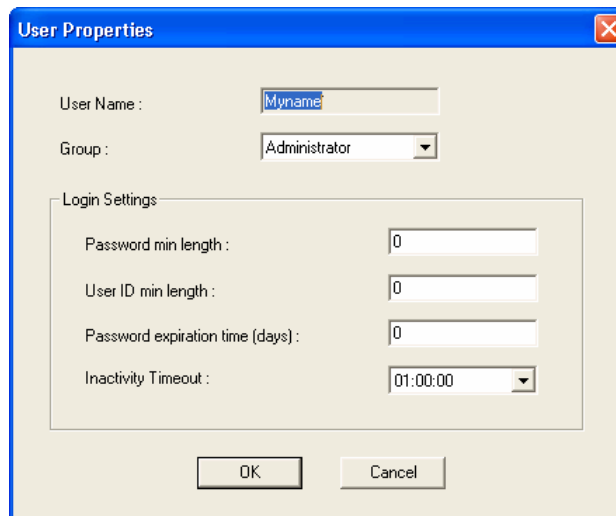 User Properties
User Name : Myname
Group : Administrator
Login Settings
Password min length : 0
User ID min length : 0
Password expiration time (days) : 0
Inactivity Timeout : 01:00:00
OK Cancel